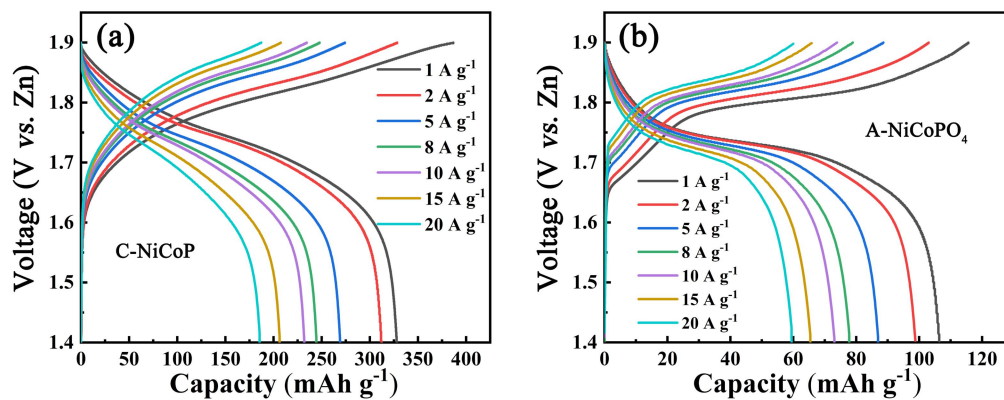 (a)
1.9
1.8
1.7
1.6
1.5
1.4
Voltage (V vs. Zn)
1 A g⁻¹
2 A g⁻¹
5 A g⁻¹
8 A g⁻¹
10 A g⁻¹
15 A g⁻¹
20 A g⁻¹
C-NiCoP
0 50 100 150 200 250 300 350 400
Capacity (mAh g⁻¹)
(b)
1.9
1.8
1.7
1.6
1.5
1.4
Voltage (V vs. Zn)
A-NiCoPO₄
1 A g⁻¹
2 A g⁻¹
5 A g⁻¹
8 A g⁻¹
10 A g⁻¹
15 A g⁻¹
20 A g⁻¹
0 20 40 60 80 100 120
Capacity (mAh g⁻¹)